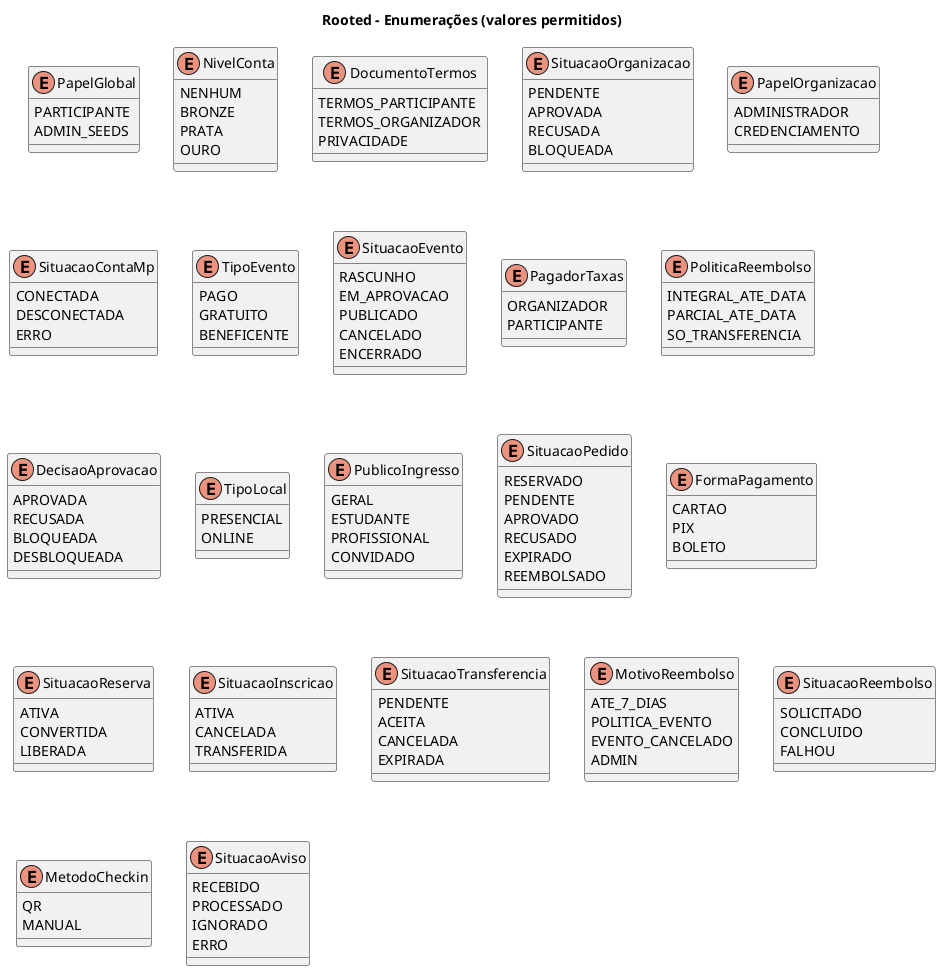 Rooted - Enumerações (valores permitidos)
E PapelGlobal
PARTICIPANTE
ADMIN_SEEDS
E NivelConta
NENHUM
BRONZE
PRATA
OURO
E DocumentoTermos
TERMOS_PARTICIPANTE
TERMOS_ORGANIZADOR
PRIVACIDADE
E SituacaoOrganizacao
PENDENTE
APROVADA
RECUSADA
BLOQUEADA
E PapelOrganizacao
ADMINISTRADOR
CREDENCIAMENTO
E SituacaoContaMp
CONECTADA
DESCONECTADA
ERRO
E TipoEvento
PAGO
GRATUITO
BENEFICENTE
E SituacaoEvento
RASCUNHO
EM_APROVACAO
PUBLICADO
CANCELADO
ENCERRADO
E PagadorTaxas
ORGANIZADOR
PARTICIPANTE
E PoliticaReembolso
INTEGRAL_ATE_DATA
PARCIAL_ATE_DATA
SO_TRANSFERENCIA
E DecisaoAprovacao
APROVADA
RECUSADA
BLOQUEADA
DESBLOQUEADA
E TipoLocal
PRESENCIAL
ONLINE
E PublicoIngresso
GERAL
ESTUDANTE
PROFISSIONAL
CONVIDADO
E SituacaoPedido
RESERVADO
PENDENTE
APROVADO
RECUSADO
EXPIRADO
REEMBOLSADO
E FormaPagamento
CARTAO
PIX
BOLETO
E SituacaoReserva
ATIVA
CONVERTIDA
LIBERADA
E SituacaoInscricao
ATIVA
CANCELADA
TRANSFERIDA
E SituacaoTransferencia
PENDENTE
ACEITA
CANCELADA
EXPIRADA
E MotivoReembolso
ATE_7_DIAS
POLITICA_EVENTO
EVENTO_CANCELADO
ADMIN
E SituacaoReembolso
SOLICITADO
CONCLUIDO
FALHOU
E MetodoCheckin
QR
MANUAL
E SituacaoAviso
RECEBIDO
PROCESSADO
IGNORADO
ERRO